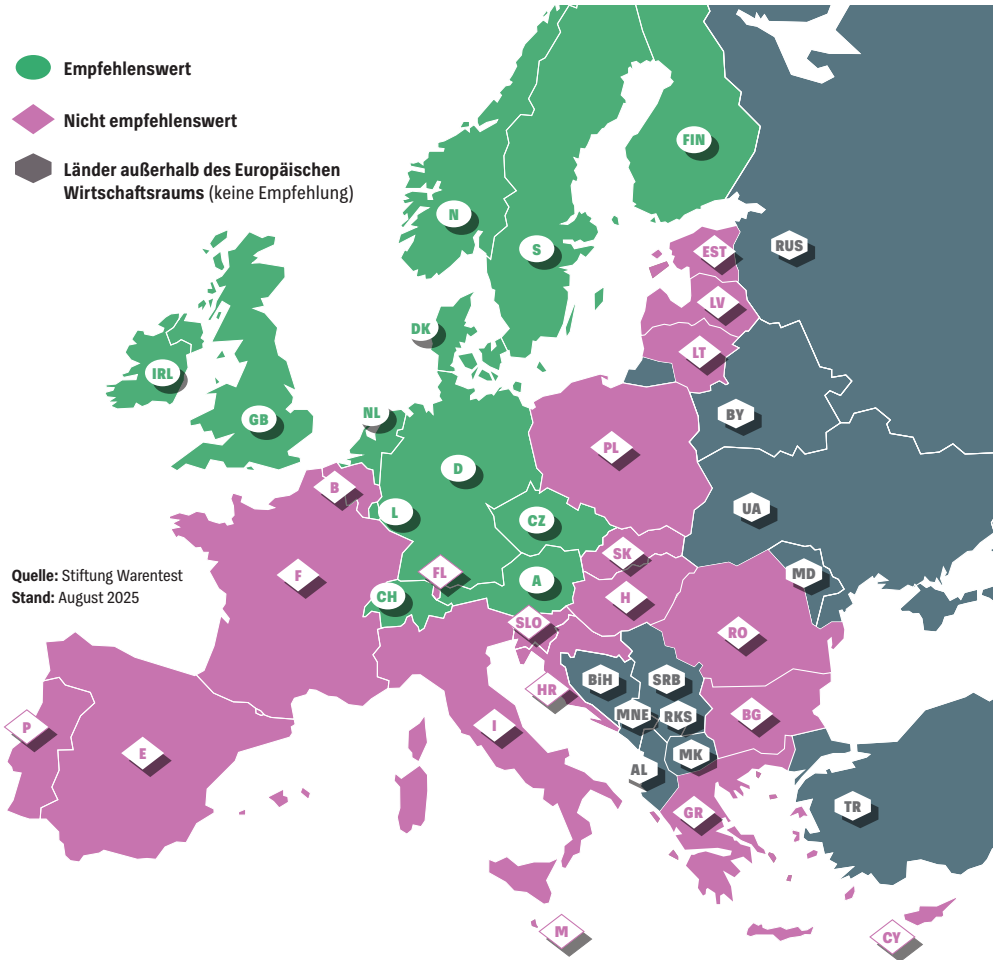 Empfehlenswert
Nicht empfehlenswert
Länder außerhalb des Europäischen
Wirtschaftsraums (keine Empfehlung)
FIN
N
S
RUS
EST
LV
DK
LT
IRL
NL
BY
GB
PL
D
B
L
CZ
UA
SK
Quelle: Stiftung Warentest
Stand: August 2025
F
FL
A
MD
CH
H
SLO
RO
HR
BiH
SRB
P
E
I
MNE
RKS
BG
MK
AL
TR
GR
M
CY